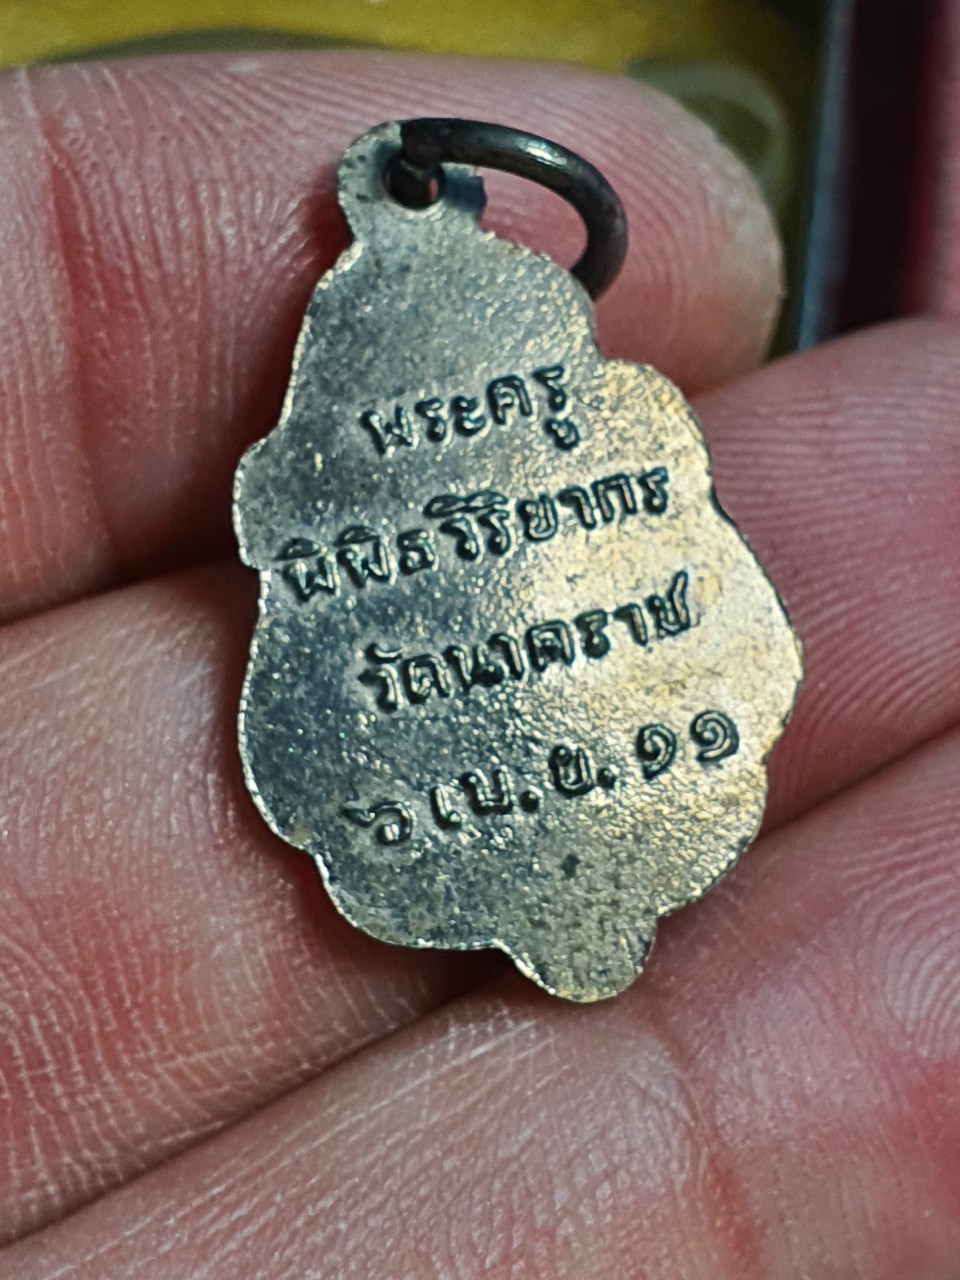 พระครู
พิพิธวิริยากร
วัดนาคราช
๖ เม.ย. ๑๑